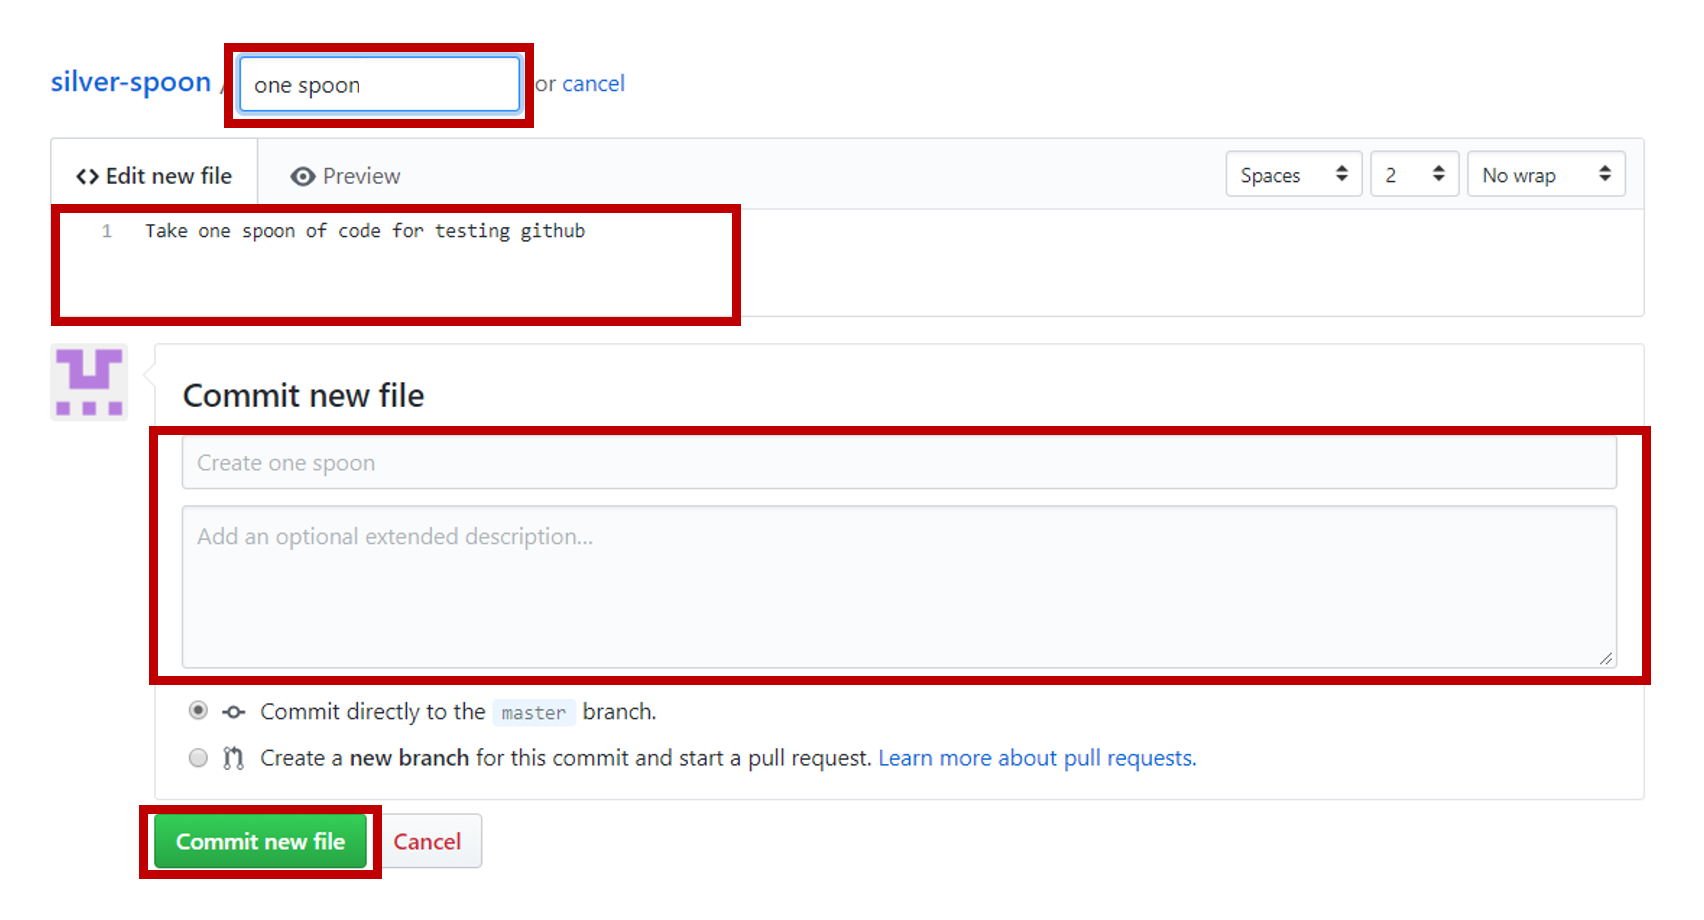 silver-spoon / one spoon or cancel
Edit new file Preview Spaces 2 No wrap
1 Take one spoon of code for testing github
Commit new file
Create one spoon
Add an optional extended description...
Commit directly to the master branch.
Create a new branch for this commit and start a pull request. Learn more about pull requests.
Commit new file Cancel